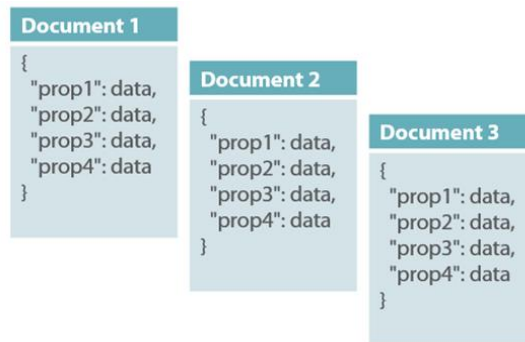 Document 1
{
"prop1": data,
"prop2": data,
"prop3": data,
"prop4": data
}
Document 2
{
"prop1": data,
"prop2": data,
"prop3": data,
"prop4": data
}
Document 3
{
"prop1": data,
"prop2": data,
"prop3": data,
"prop4": data
}